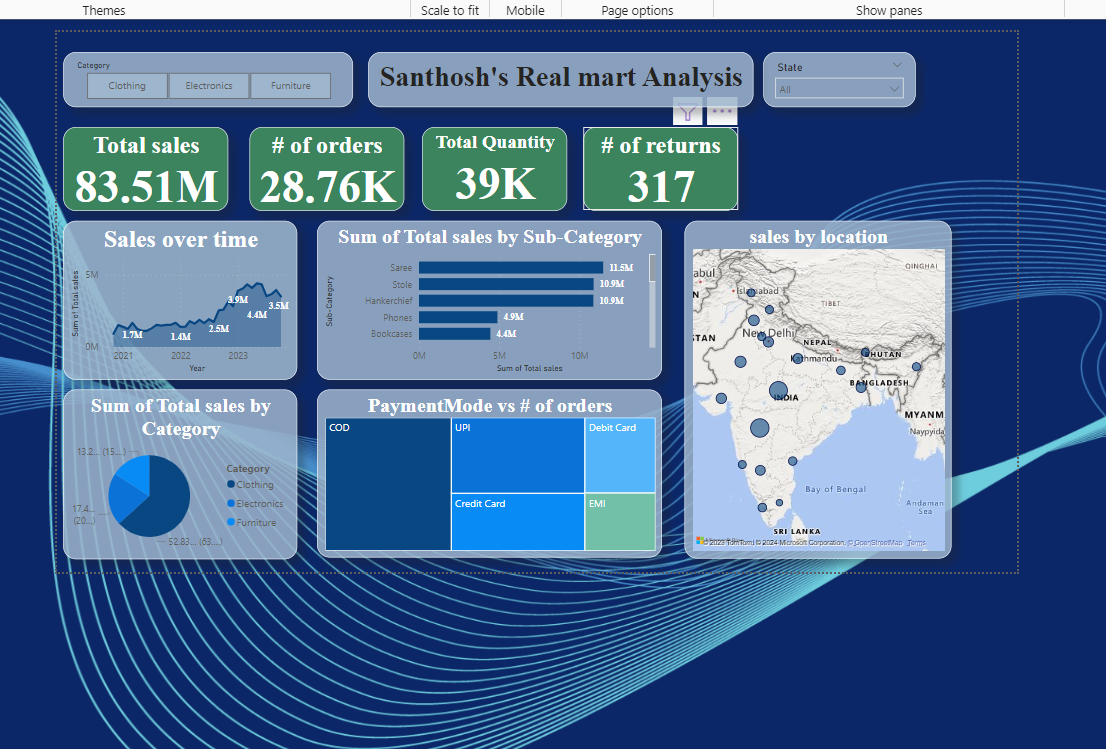 Themes
Scale to fit
Mobile
Page options
Show panes
Category
Clothing
Electronics
Furniture
Santhosh's Real mart Analysis
State
All
Total sales
83.51M
# of orders
28.76K
Total Quantity
39K
# of returns
317
Sales over time
Sum of Total sales
5M
0M
1.7M
1.4M
2.5M
3.9M
4.4M
3.5M
2021
2022
2023
Year
Sum of Total sales by Sub-Category
Sub-Category
Saree
11.5M
Stole
10.9M
Hankerchief
10.9M
Phones
4.9M
Bookcases
4.4M
0M
5M
10M
Sum of Total sales
sales by location
abul
Islamabad
QINGHAI
TIBET
N
STAN
New Delhi
NEPAL
Kathmandu
BHUTAN
BANGLADESH
INDIA
MYANM
Naypyida
Bay of Bengal
Andaman
Sea
SRI LANKA
© 2023 TomTom, © 2024 Microsoft Corporation, © OpenStreetMap Terms
Sum of Total sales by
Category
13.2... (15....)
17.4...
(20...)
52.83... (63....)
Category
Clothing
Electronics
Furniture
PaymentMode vs # of orders
COD
UPI
Debit Card
Credit Card
EMI